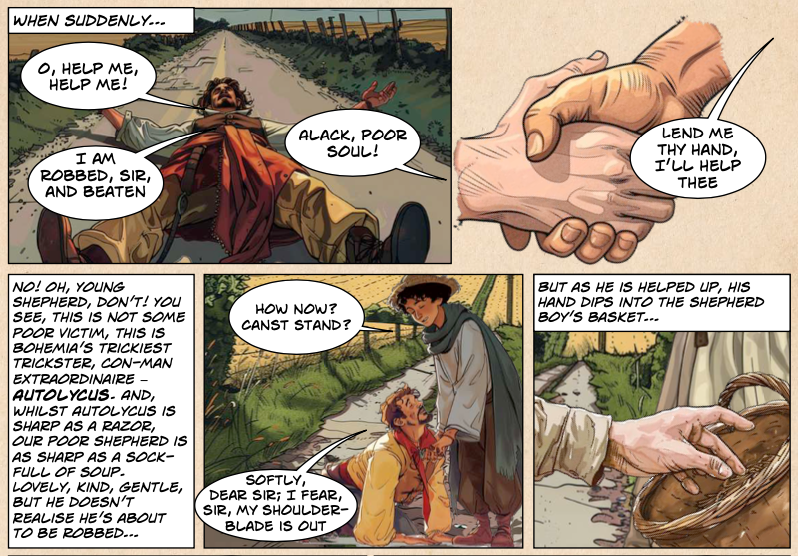 WHEN SUDDENLY...
O, HELP ME,
HELP ME!
I AM
ROBBED, SIR,
AND BEATEN
ALACK, POOR
SOUL!
LEND ME
THY HAND,
I'LL HELP
THEE
NO! OH, YOUNG
SHEPHERD, DON'T! YOU
SEE, THIS IS NOT SOME
POOR VICTIM, THIS IS
BOHEMIA'S TRICKIEST
TRICKSTER, CON-MAN
EXTRAORDINAIRE –
AUTOLYCUS. AND,
WHILST AUTOLYCUS IS
SHARP AS A RAZOR,
OUR POOR SHEPHERD IS
AS SHARP AS A SOCK-
FULL OF SOUP.
LOVELY, KIND, GENTLE,
BUT HE DOESN'T
REALISE HE'S ABOUT
TO BE ROBBED...
HOW NOW?
CANST STAND?
SOFTLY,
DEAR SIR; I FEAR,
SIR, MY SHOULDER-
BLADE IS OUT
BUT AS HE IS HELPED UP, HIS
HAND DIPS INTO THE SHEPHERD
BOY'S BASKET...